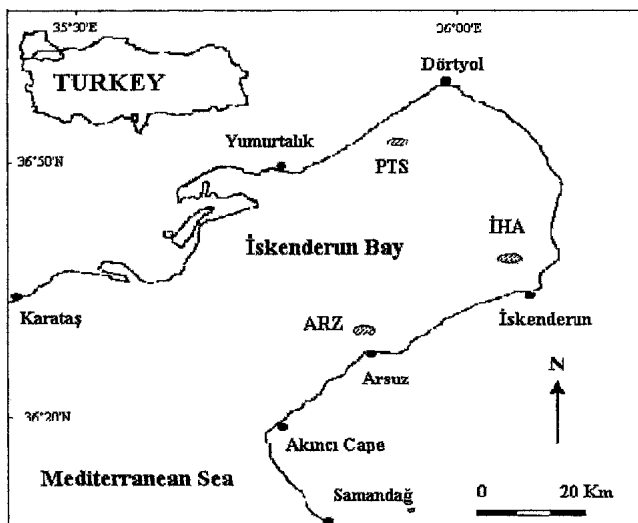 35°30'E
36°00'E
TURKEY
Dörtyol
Yumurtalık
36°50'N
PTS
İHA
İskenderun Bay
Karataş
ARZ
İskenderun
Arsuz
N
36°20'N
Akıncı Cape
Mediterranean Sea
Samandağ
0 20 Km